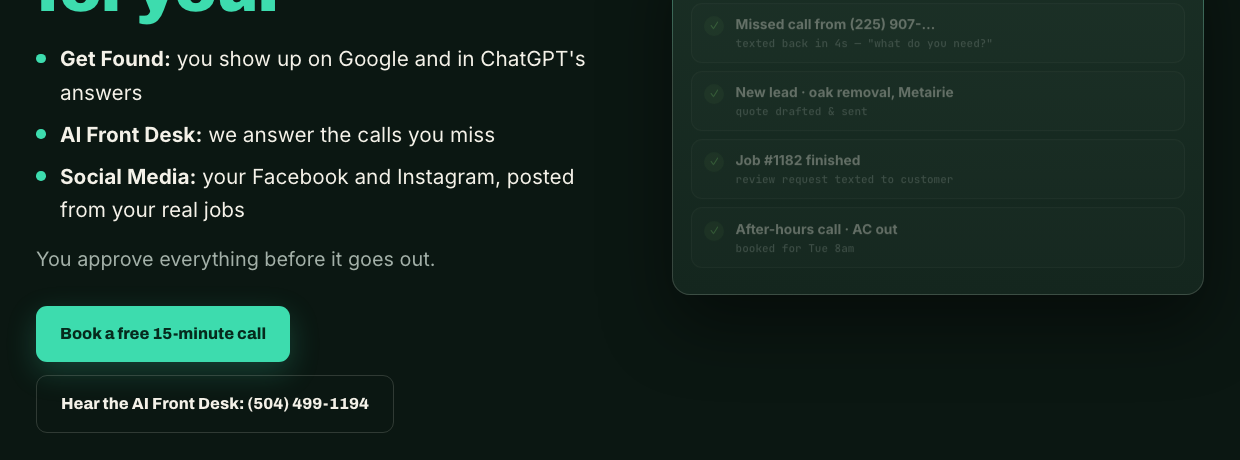 for your
Get Found: you show up on Google and in ChatGPT's
answers
AI Front Desk: we answer the calls you miss
Social Media: your Facebook and Instagram, posted
from your real jobs
You approve everything before it goes out.
Book a free 15-minute call
Hear the AI Front Desk: (504) 499-1194
Missed call from (225) 907-...
texted back in 4s — "what do you need?"
New lead · oak removal, Metairie
quote drafted & sent
Job #1182 finished
review request texted to customer
After-hours call · AC out
booked for Tue 8am